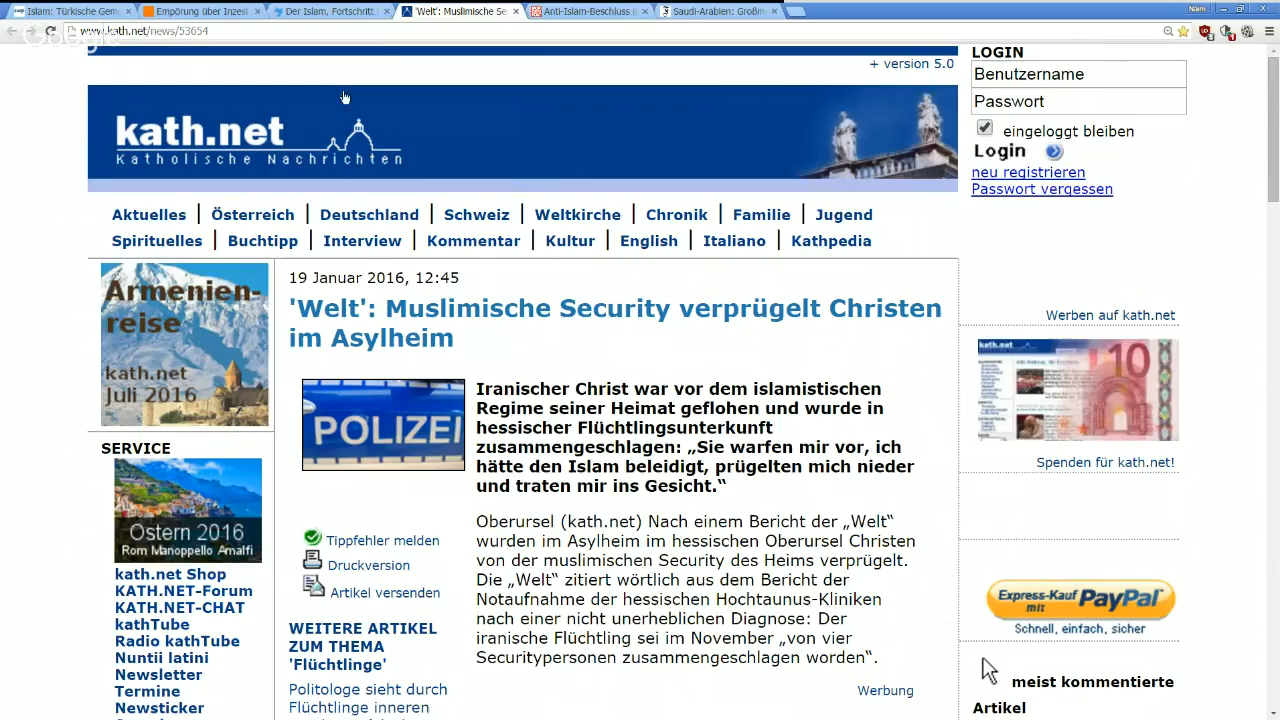 Islam: Türkische Gem
Empörung über Inzest
Der Islam, Fortschritt
'Welt': Muslimische Se
Anti-Islam-Beschluss
Saudi-Arabien: Großm
Naim
www.kath.net/news/53654
Google
+ version 5.0
LOGIN
Benutzername
Passwort
eingeloggt bleiben
Login
neu registrieren
Passwort vergessen
kath.net
Katholische Nachrichten
Aktuelles | Österreich | Deutschland | Schweiz | Weltkirche | Chronik | Familie | Jugend
Spirituelles | Buchtipp | Interview | Kommentar | Kultur | English | Italiano | Kathpedia
Armenien-
reise
kath.net
Juli 2016
SERVICE
Ostern 2016
Rom Manoppello Amalfi
kath.net Shop
KATH.NET-Forum
KATH.NET-CHAT
kathTube
Radio kathTube
Nuntii latini
Newsletter
Termine
Newsticker
19 Januar 2016, 12:45
'Welt': Muslimische Security verprügelt Christen
im Asylheim
POLIZEI
Iranischer Christ war vor dem islamistischen
Regime seiner Heimat geflohen und wurde in
hessischer Flüchtlingsunterkunft
zusammengeschlagen: „Sie warfen mir vor, ich
hätte den Islam beleidigt, prügelten mich nieder
und traten mir ins Gesicht.“
Oberursel (kath.net) Nach einem Bericht der „Welt“
wurden im Asylheim im hessischen Oberursel Christen
von der muslimischen Security des Heims verprügelt.
Die „Welt“ zitiert wörtlich aus dem Bericht der
Notaufnahme der hessischen Hochtaunus-Kliniken
nach einer nicht unerheblichen Diagnose: Der
iranische Flüchtling sei im November „von vier
Securitypersonen zusammengeschlagen worden“.
Werbung
Tippfehler melden
Druckversion
Artikel versenden
WEITERE ARTIKEL
ZUM THEMA
'Flüchtlinge'
Politologe sieht durch
Flüchtlinge inneren
Werben auf kath.net
kath.net
10
Spenden für kath.net!
Express-Kauf
mit PayPal
Schnell, einfach, sicher
meist kommentierte
Artikel